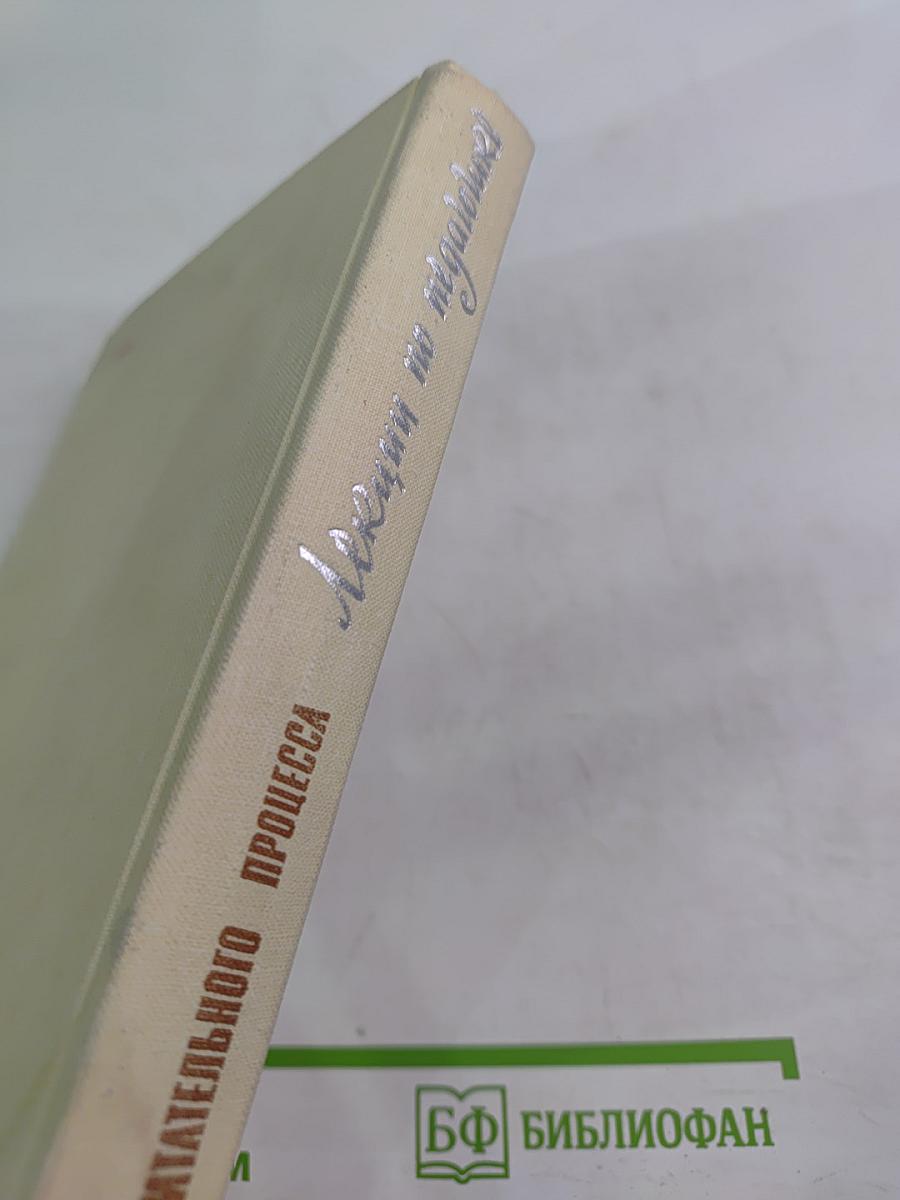 ИТАТЕЛЬНОГО ПРОЦЕССА Лекции по педагогике
БФ БИБЛИОФАН
м